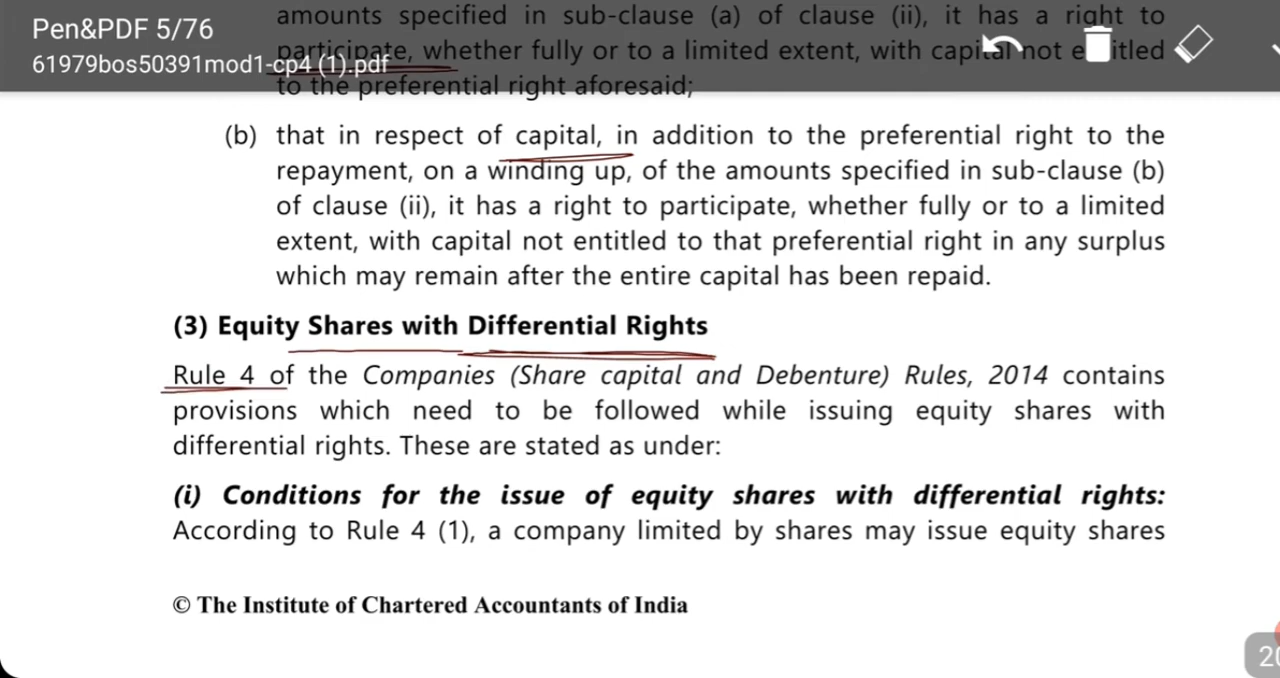 amounts specified in sub-clause (a) of clause (ii), it has a right to
Pen&PDF 5/76
participate, whether fully or to a limited extent, with capital not entitled
61979bos50391mod1-cp4 (1).pdf
to the preferential right aforesaid;
(b) that in respect of capital, in addition to the preferential right to the
repayment, on a winding up, of the amounts specified in sub-clause (b)
of clause (ii), it has a right to participate, whether fully or to a limited
extent, with capital not entitled to that preferential right in any surplus
which may remain after the entire capital has been repaid.
(3) Equity Shares with Differential Rights
Rule 4 of the Companies (Share capital and Debenture) Rules, 2014 contains
provisions which need to be followed while issuing equity shares with
differential rights. These are stated as under:
(i) Conditions for the issue of equity shares with differential rights:
According to Rule 4 (1), a company limited by shares may issue equity shares
© The Institute of Chartered Accountants of India